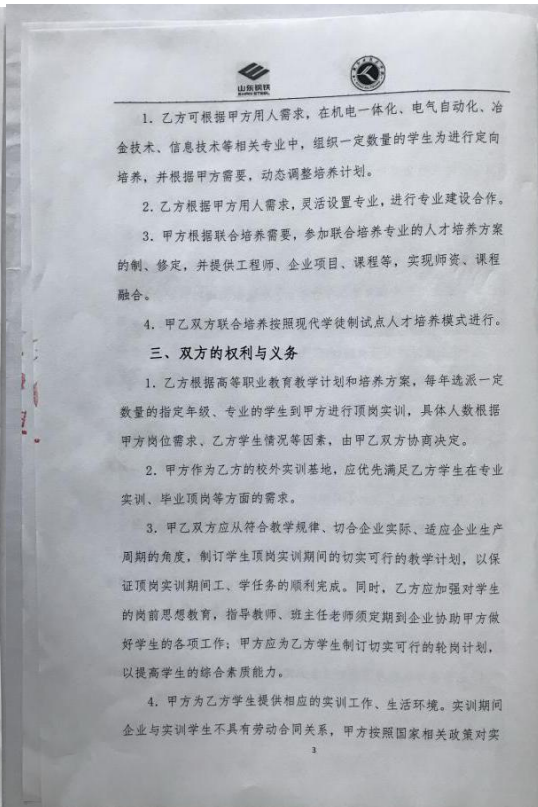 山东钢铁
SHAN STEEL
1. 乙方可根据甲方用人需求，在机电一体化、电气自动化、冶
金技术、信息技术等相关专业中，组织一定数量的学生为进行定向
培养，并根据甲方需要，动态调整培养计划。
2. 乙方根据甲方用人需求，灵活设置专业，进行专业建设合作。
3. 甲方根据联合培养需要，参加联合培养专业的人才培养方案
的制、修定，并提供工程师、企业项目、课程等，实现师资、课程
融合。
4. 甲乙双方联合培养按照现代学徒制试点人才培养模式进行。
三、双方的权利与义务
1. 乙方根据高等职业教育教学计划和培养方案，每年选派一定
数量的指定年级、专业的学生到甲方进行顶岗实训，具体人数根据
甲方岗位需求、乙方学生情况等因素，由甲乙双方协商决定。
2. 甲方作为乙方的校外实训基地，应优先满足乙方学生在专业
实训、毕业顶岗等方面的需求。
3. 甲乙双方应从符合教学规律、切合企业实际、适应企业生产
周期的角度，制订学生顶岗实训期间的切实可行的教学计划，以保
证顶岗实训期间工、学任务的顺利完成。同时，乙方应加强对学生
的岗前思想教育，指导教师、班主任老师须定期到企业协助甲方做
好学生的各项工作；甲方应为乙方学生制订切实可行的轮岗计划，
以提高学生的综合素质能力。
4. 甲方为乙方学生提供相应的实训工作、生活环境。实训期间
企业与实训学生不具有劳动合同关系，甲方按照国家相关政策对实
3